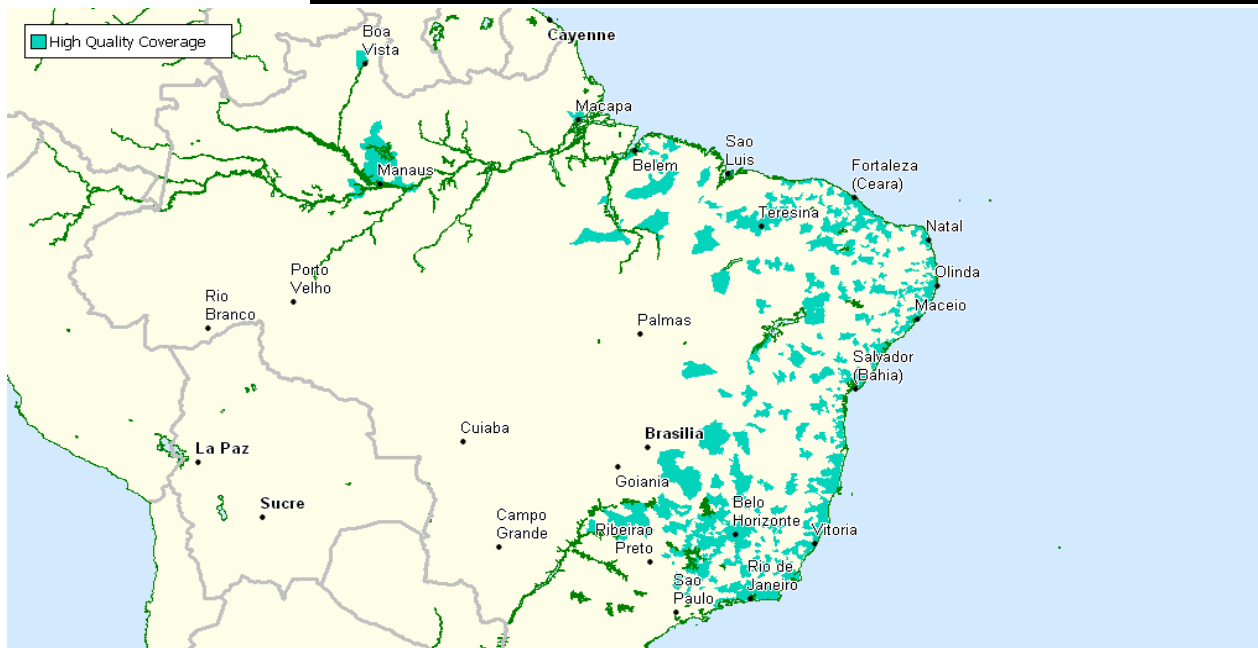 High Quality Coverage
Boa
Vista
Cayenne
Macapa
Belem
Sao
Luis
Manaus
Fortaleza
(Ceara)
Teresina
Natal
Olinda
Maceio
Porto
Velho
Rio
Branco
Palmas
Salvador
(Bahia)
Cuiaba
Brasilia
La Paz
Goiania
Sucre
Campo
Grande
Ribeirao
Preto
Belo
Horizonte
Vitoria
Rio de
Janeiro
Sao
Paulo